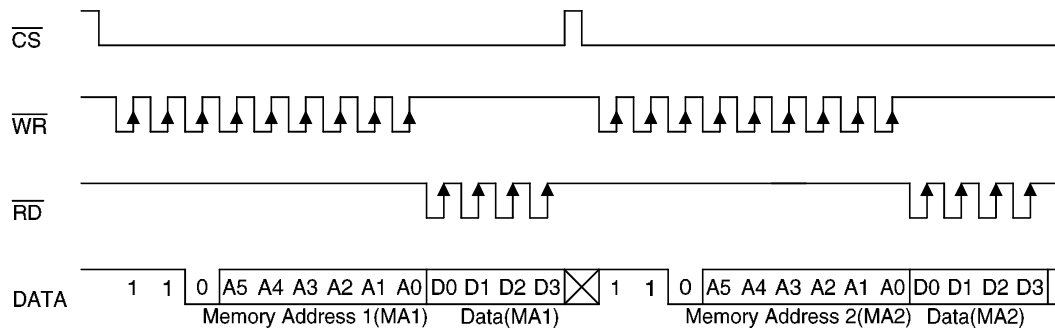 CS
WR
RD
DATA
1 1 0 A5 A4 A3 A2 A1 A0 D0 D1 D2 D3 1 1 0 A5 A4 A3 A2 A1 A0 D0 D1 D2 D3
Memory Address 1(MA1) Data(MA1) Memory Address 2(MA2) Data(MA2)